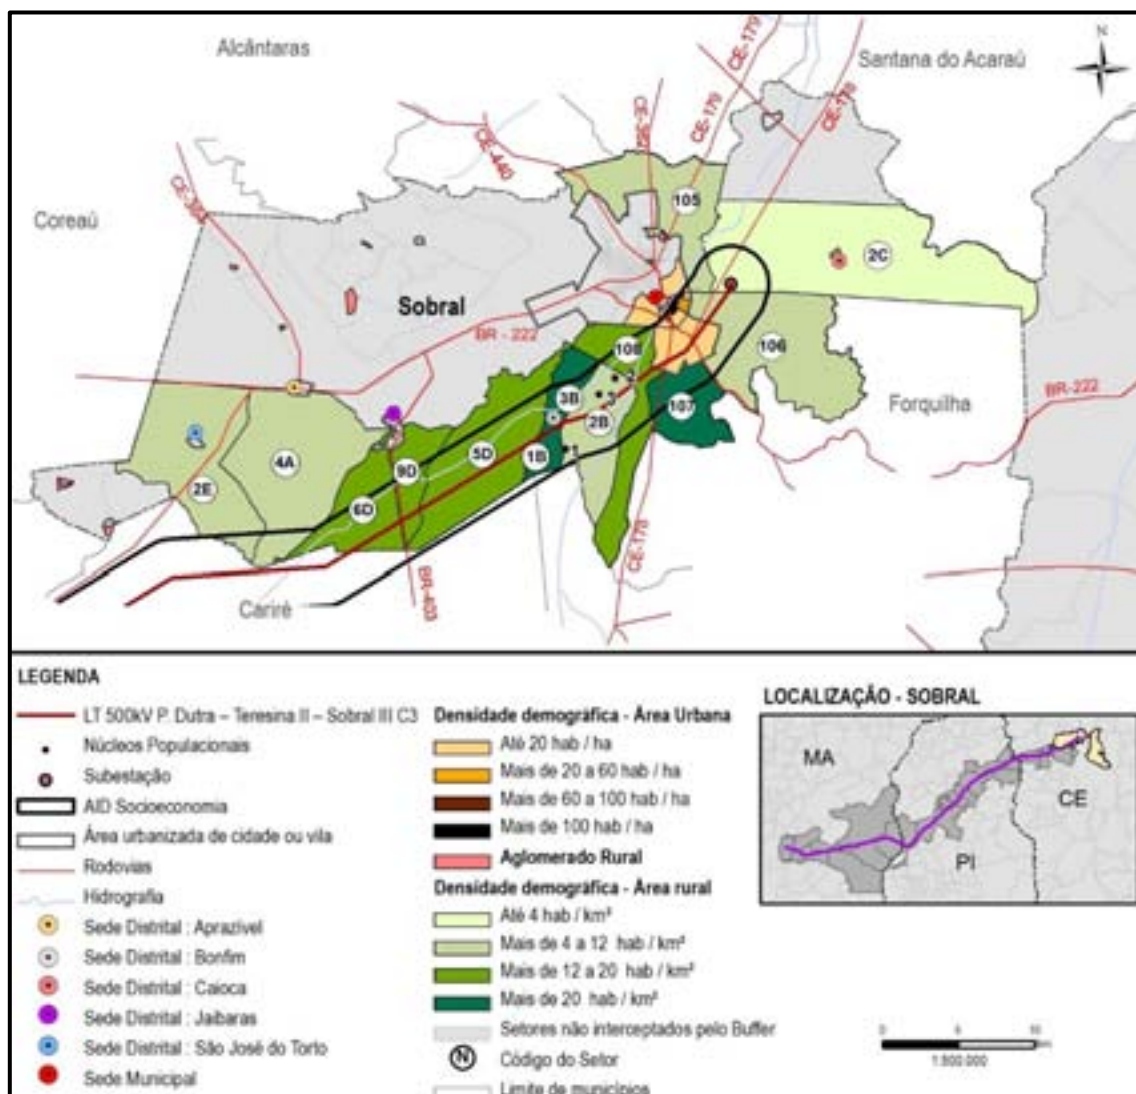 Alcântaras
CE-179
Santana do Acaraú
N
CE-440
CE-179
CE-178
Coreaú
105
2C
Sobral
BR - 222
108
106
2
3B
3
107
Forquilha
BR-222
2B
4A
9D
5D
1B
1
2E
6D
CE-178
Cariré
BR-403
LEGENDA
LT 500kV P. Dutra – Teresina II – Sobral III C3
Núcleos Populacionais
Subestação
AID Socioeconomia
Área urbanizada de cidade ou vila
Rodovias
Hidrografia
Sede Distrital : Aprazível
Sede Distrital : Bonfim
Sede Distrital : Caioca
Sede Distrital : Jaibaras
Sede Distrital : São José do Torto
Sede Municipal
Densidade demográfica - Área Urbana
Até 20 hab / ha
Mais de 20 a 60 hab / ha
Mais de 60 a 100 hab / ha
Mais de 100 hab / ha
Aglomerado Rural
Densidade demográfica - Área rural
Até 4 hab / km²
Mais de 4 a 12 hab / km²
Mais de 12 a 20 hab / km²
Mais de 20 hab / km²
Setores não interceptados pelo Buffer
N
Código do Setor
Limite de municípios
LOCALIZAÇÃO - SOBRAL
MA
CE
PI
1:500.000